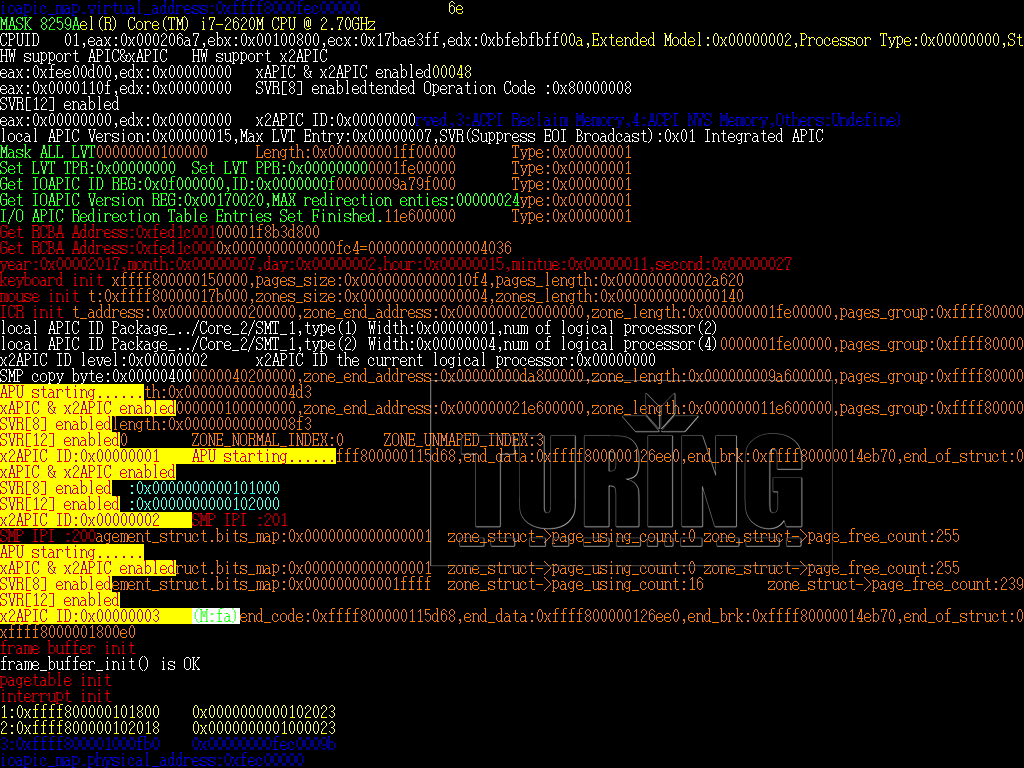 ioapic_map.virtual_address:0xffff8000fec00000 6e
MASK 8259Ael(R) Core(TM) i7-2620M CPU @ 2.70GHz
CPUID 01,eax:0x000206a7,ebx:0x00100800,ecx:0x17bae3ff,edx:0xbfebfbff00a,Extended Model:0x00000002,Processor Type:0x00000000,St
HW support APIC&xAPIC HW support x2APIC
eax:0xfee00d00,edx:0x00000000 xAPIC & x2APIC enabled00048
eax:0x0000110f,edx:0x00000000 SVR[8] enabledtended Operation Code :0x80000008
SVR[12] enabled
eax:0x00000000,edx:0x00000000 x2APIC ID:0x00000000rved,3:ACPI Reclaim Memory,4:ACPI NVS Memory,Others:Undefine)
local APIC Version:0x00000015,Max LVT Entry:0x00000007,SVR(Suppress EOI Broadcast):0x01 Integrated APIC
Mask ALL LVT00000000100000 Length:0x000000001ff00000 Type:0x00000001
Set LVT TPR:0x00000000 Set LVT PPR:0x000000000001fe00000 Type:0x00000001
Get IOAPIC ID REG:0x0f000000,ID:0x0000000f00000009a79f000 Type:0x00000001
Get IOAPIC Version REG:0x00170020,MAX redirection enties:00000024ype:0x00000001
I/O APIC Redirection Table Entries Set Finished.11e600000 Type:0x00000001
Get RCBA Address:0xfed1c00100001f8b3d800
Get RCBA Address:0xfed1c0000x0000000000000fc4=000000000000004036
year:0x00002017,month:0x00000007,day:0x00000002,hour:0x00000015,mintue:0x00000011,second:0x00000027
keyboard init xffff80000150000,pages_size:0x00000000000010f4,pages_length:0x000000000002a620
mouse init t:0xffff80000017b000,zones_size:0x0000000000000004,zones_length:0x0000000000000140
ICR init t_address:0x0000000000200000,zone_end_address:0x0000000020000000,zone_length:0x000000001fe00000,pages_group:0xffff80000
local APIC ID Package_../Core_2/SMT_1,type(1) Width:0x00000001,num of logical processor(2)
local APIC ID Package_../Core_2/SMT_1,type(2) Width:0x00000004,num of logical processor(4)0000001fe00000,pages_group:0xffff80000
x2APIC ID level:0x00000002 x2APIC ID the current logical processor:0x00000000
SMP copy byte:0x0000040000000040200000,zone_end_address:0x00000000da800000,zone_length:0x000000009a600000,pages_group:0xffff80000
APU starting......th:0x00000000000004d3
xAPIC & x2APIC enabled000000100000000,zone_end_address:0x000000021e600000,zone_length:0x000000011e600000,pages_group:0xffff80000
SVR[8] enabledlength:0x00000000000008f3
SVR[12] enabled0 ZONE_NORMAL_INDEX:0 ZONE_UNMAPED_INDEX:3
x2APIC ID:0x00000001 APU starting......fff800000115d68,end_data:0xffff800000126ee0,end_brk:0xffff80000014eb70,end_of_struct:0
xAPIC & x2APIC enabled
SVR[8] enabled :0x0000000000101000
SVR[12] enabled :0x0000000000102000
x2APIC ID:0x00000002 SMP IPI :201
SMP IPI :200agement_struct.bits_map:0x0000000000000001 zone_struct->page_using_count:0 zone_struct->page_free_count:255
APU starting......
xAPIC & x2APIC enabledruct.bits_map:0x0000000000000001 zone_struct->page_using_count:0 zone_struct->page_free_count:255
SVR[8] enabledement_struct.bits_map:0x000000000001ffff zone_struct->page_using_count:16 zone_struct->page_free_count:239
SVR[12] enabled
x2APIC ID:0x00000003 (M:fa)end_code:0xffff800000115d68,end_data:0xffff800000126ee0,end_brk:0xffff80000014eb70,end_of_struct:0
xffff8000001800e0
frame buffer init
frame_buffer_init() is OK
pagetable init
interrupt init
1:0xffff800000101800 0x0000000000102023
2:0xffff800000102018 0x0000000001000023
3:0xffff800001000fb0 0x00000000fec0009b
ioapic_map.physical_address:0xfec00000
TURING